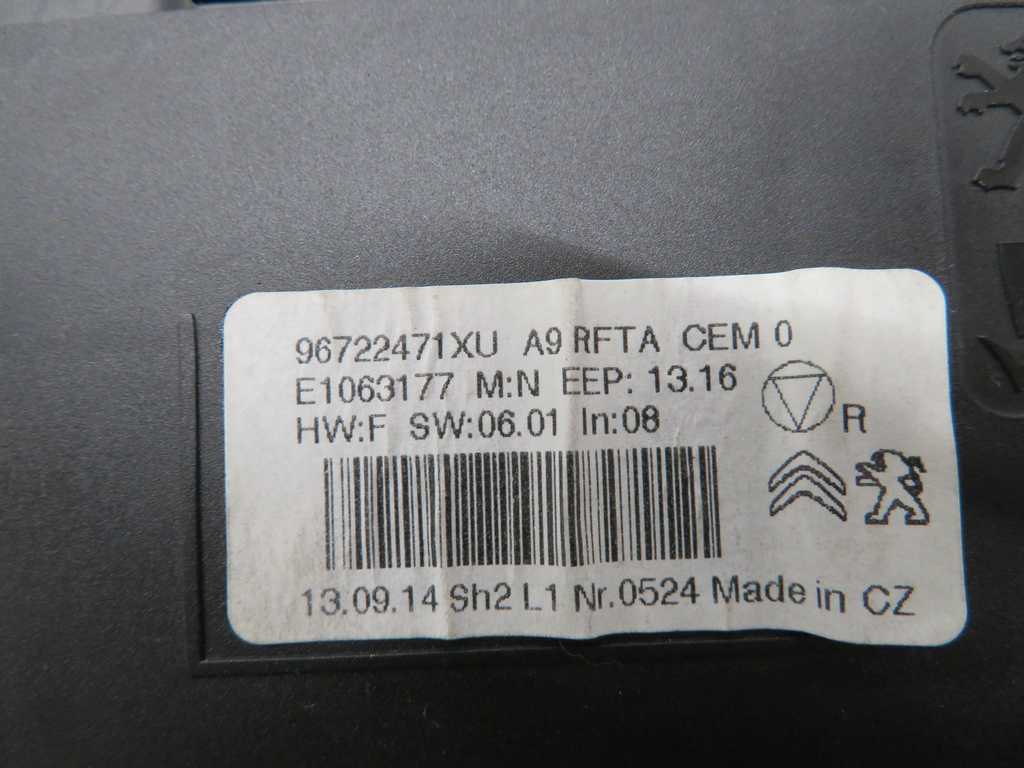 96722471XU A9 RFTA CEM 0
E1063177 M:N EEP: 13.16
HW:F SW:06.01 In:08
R
13.09.14 Sh2 L1 Nr.0524 Made in CZ